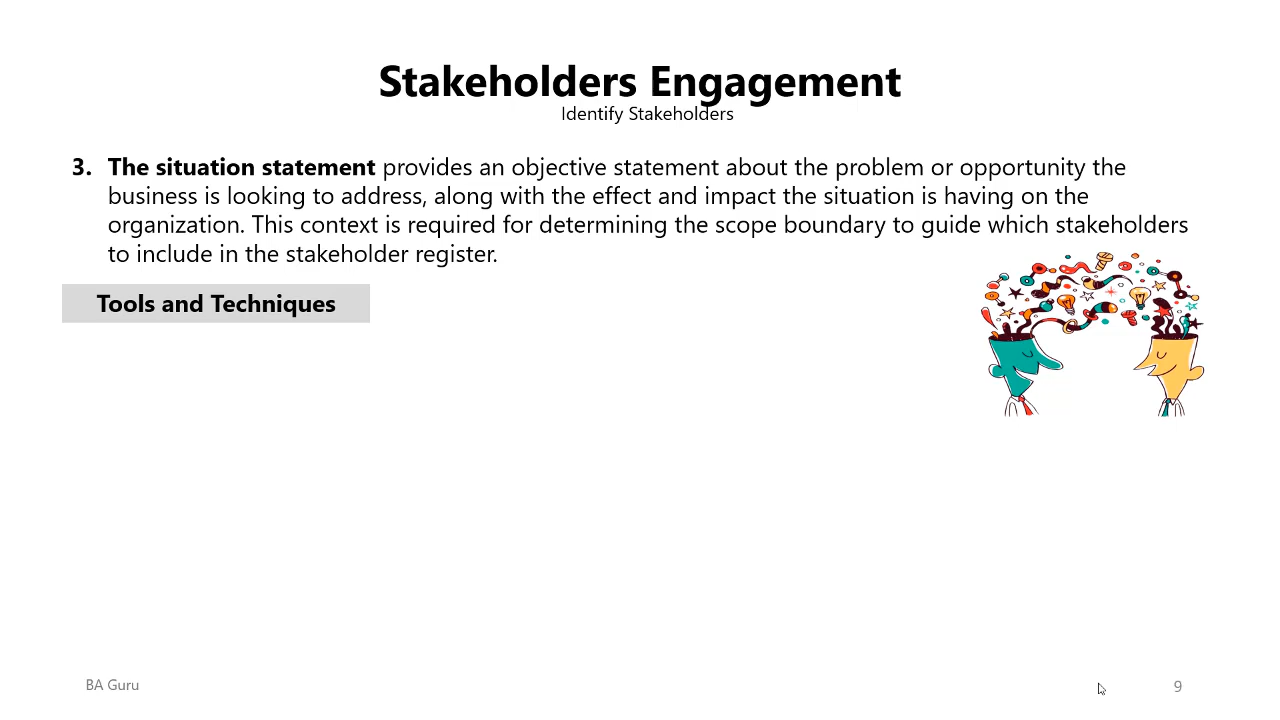 Stakeholders Engagement
Identify Stakeholders
3. The situation statement provides an objective statement about the problem or opportunity the
business is looking to address, along with the effect and impact the situation is having on the
organization. This context is required for determining the scope boundary to guide which stakeholders
to include in the stakeholder register.
Tools and Techniques
BA Guru
9